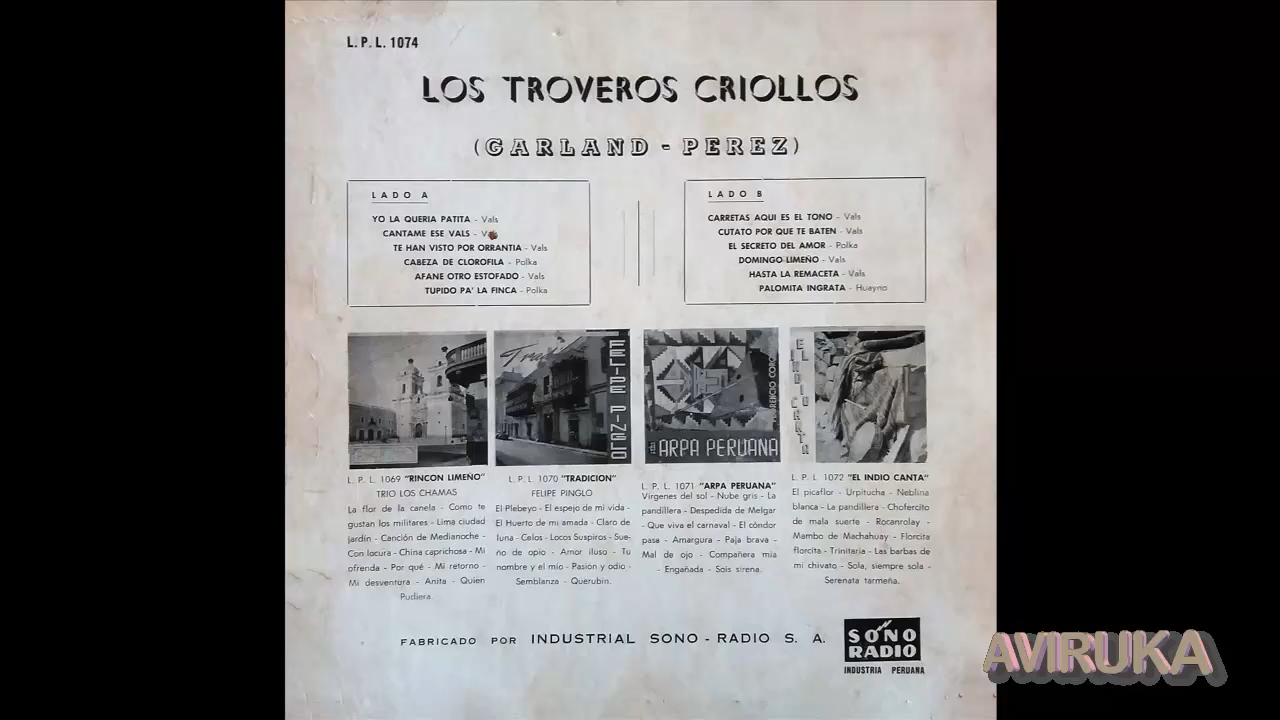 L. P. L. 1074
LOS TROVEROS CRIOLLOS
(GARLAND - PEREZ)
LADO A
YO LA QUERIA PATITA - Vals
CANTAME ESE VALS - Vals
TE HAN VISTO POR ORRANTIA - Vals
CABEZA DE CLOROFILA - Polka
AFANE OTRO ESTOFADO - Vals
TUPIDO PA' LA FINCA - Polka
LADO B
CARRETAS AQUI ES EL TONO - Vals
CUTATO POR QUE TE BATEN - Vals
EL SECRETO DEL AMOR - Polka
DOMINGO LIMEÑO - Vals
HASTA LA REMACETA - Vals
PALOMITA INGRATA - Huayno
FELIPE PINGLO
FLORENCIO CORO
ARPA PERUANA
EL INDIO CANTA
L. P. L. 1069 "RINCON LIMEÑO"
TRIO LOS CHAMAS
La flor de la canela - Como te
gustan los militares - Lima ciudad
jardín - Canción de Medianoche -
Con locura - China caprichosa - Mi
ofrenda - Por qué - Mi retorno -
Mi desventura - Anita - Quien
Pudiera.
L. P. L. 1070 "TRADICION"
FELIPE PINGLO
El Plebeyo - El espejo de mi vida -
El Huerto de mi amada - Claro de
luna - Celos - Locos Suspiros - Sue-
ño de opio - Amor iluso - Tu
nombre y el mío - Pasión y odio -
Semblanza - Querubín.
L. P. L. 1071 "ARPA PERUANA"
Vírgenes del sol - Nube gris - La
pandillera - Despedida de Melgar
- Que viva el carnaval - El cóndor
pasa - Amargura - Paja brava -
Mal de ojo - Compañera mía
- Engañada - Sois sirena.
L. P. L. 1072 "EL INDIO CANTA"
El picaflor - Urpitucha - Neblina
blanca - La pandillera - Chofercito
de mala suerte - Rocanrolay -
Mambo de Machahuay - Florcita
florcita - Trinitaria - Las barbas de
mi chivato - Sola, siempre sola -
Serenata tarmeña.
FABRICADO POR INDUSTRIAL SONO - RADIO S. A.
SONO
RADIO
INDUSTRIA PERUANA
AVIRUKA